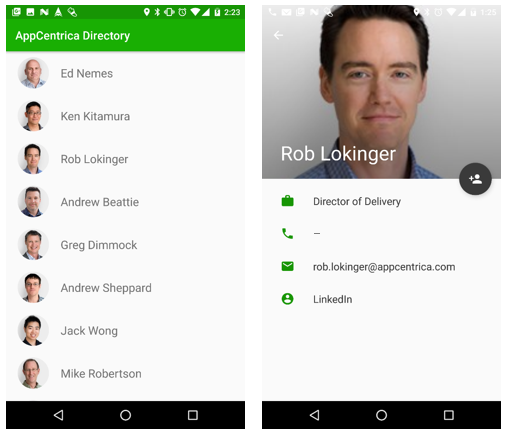 2:23
AppCentrica Directory
Ed Nemes
Ken Kitamura
Rob Lokinger
Andrew Beattie
Greg Dimmock
Andrew Sheppard
Jack Wong
Mike Robertson
1:25
Rob Lokinger
Director of Delivery
–
rob.lokinger@appcentrica.com
LinkedIn